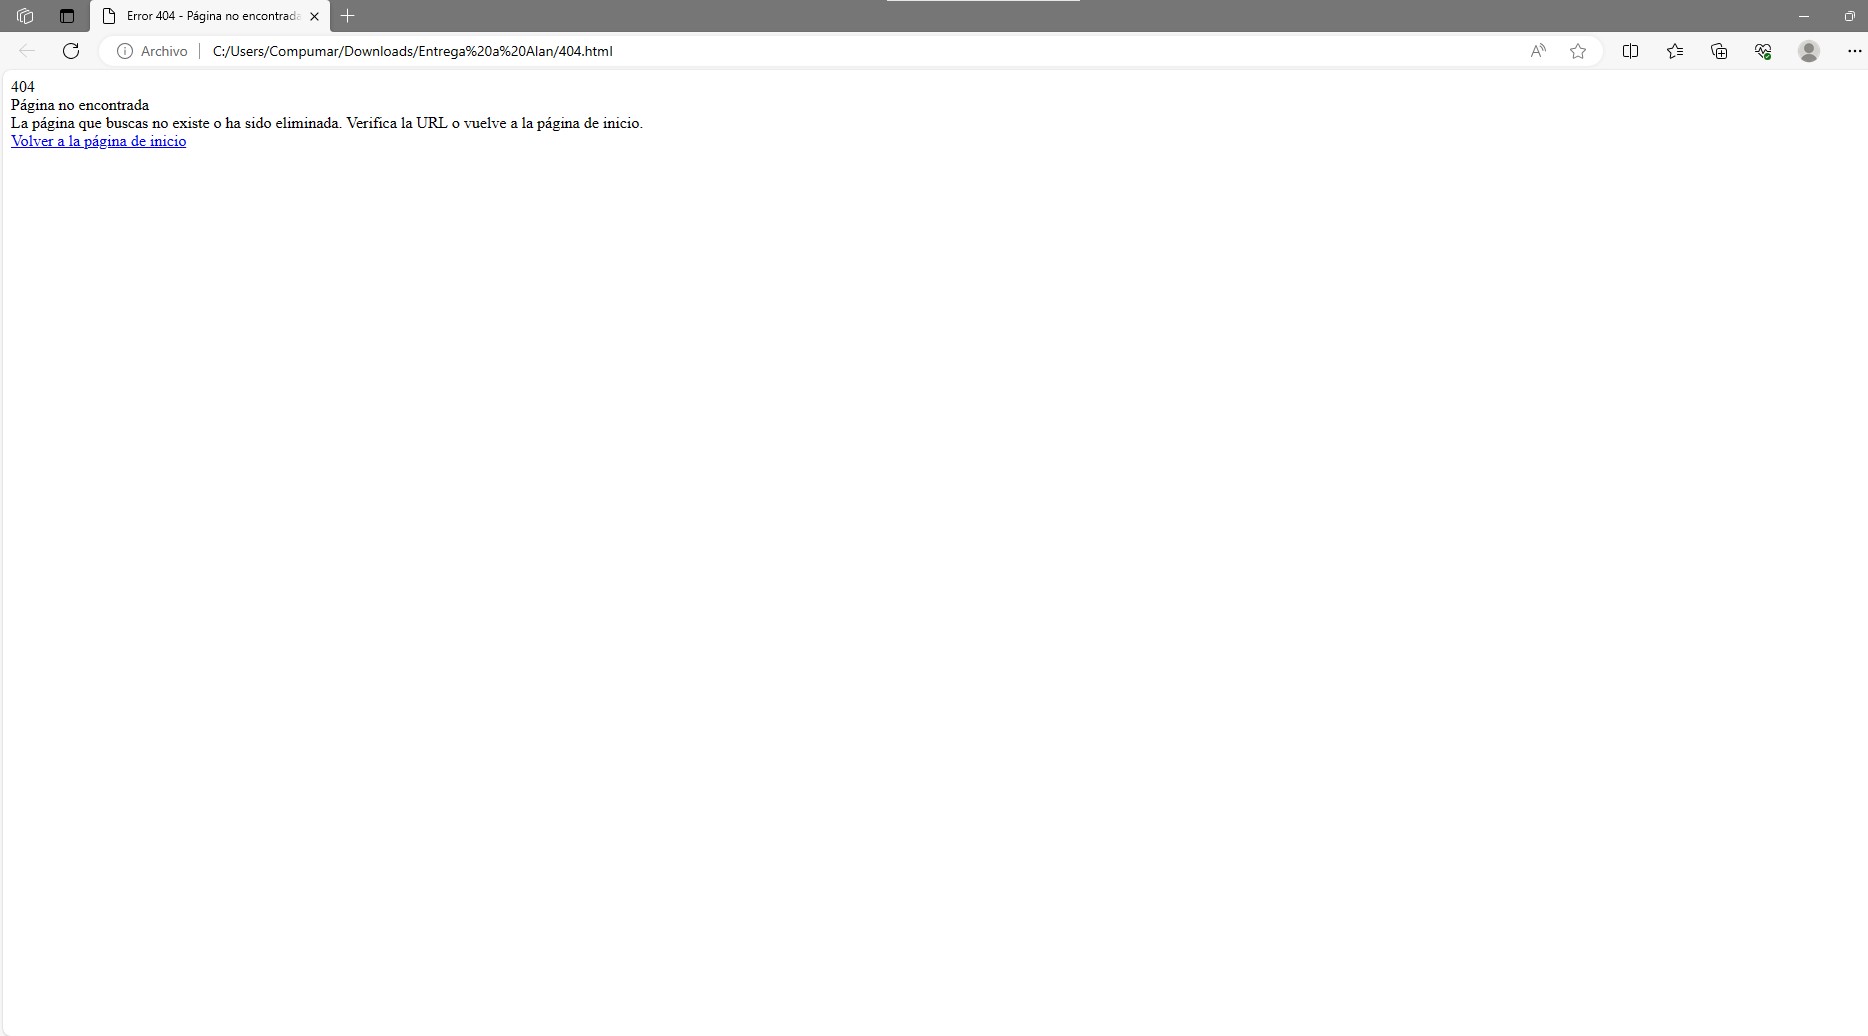 Error 404 - Página no encontrada
Archivo
C:/Users/Compumar/Downloads/Entrega%20a%20Alan/404.html
404
Página no encontrada
La página que buscas no existe o ha sido eliminada. Verifica la URL o vuelve a la página de inicio.
Volver a la página de inicio